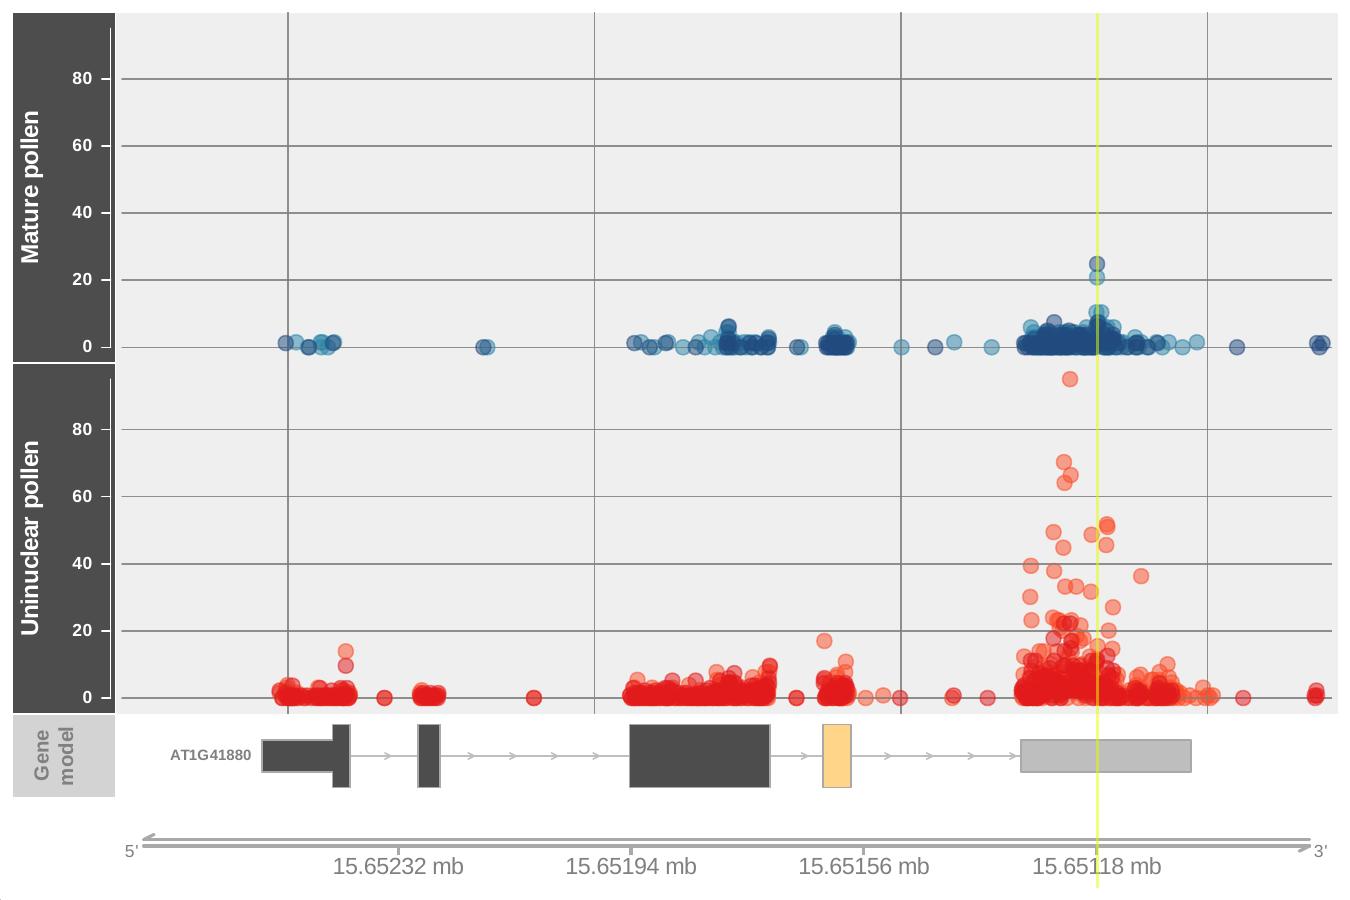 Mature pollen
80
60
40
20
0
Uninuclear pollen
80
60
40
20
0
Gene
model
AT1G41880
5'
3'
15.65232 mb
15.65194 mb
15.65156 mb
15.65118 mb